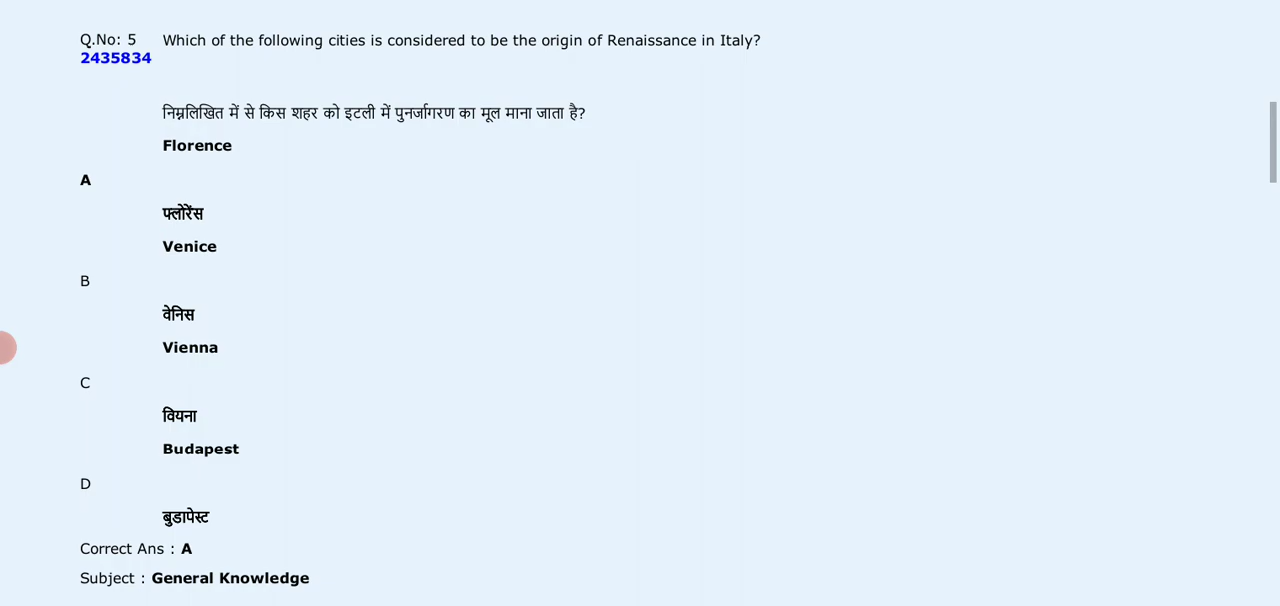 Q.No: 5 Which of the following cities is considered to be the origin of Renaissance in Italy?
2435834
निम्नलिखित में से किस शहर को इटली में पुनर्जागरण का मूल माना जाता है?
Florence
A
फ्लोरेंस
Venice
B
वेनिस
Vienna
C
वियना
Budapest
D
बुडापेस्ट
Correct Ans : A
Subject : General Knowledge